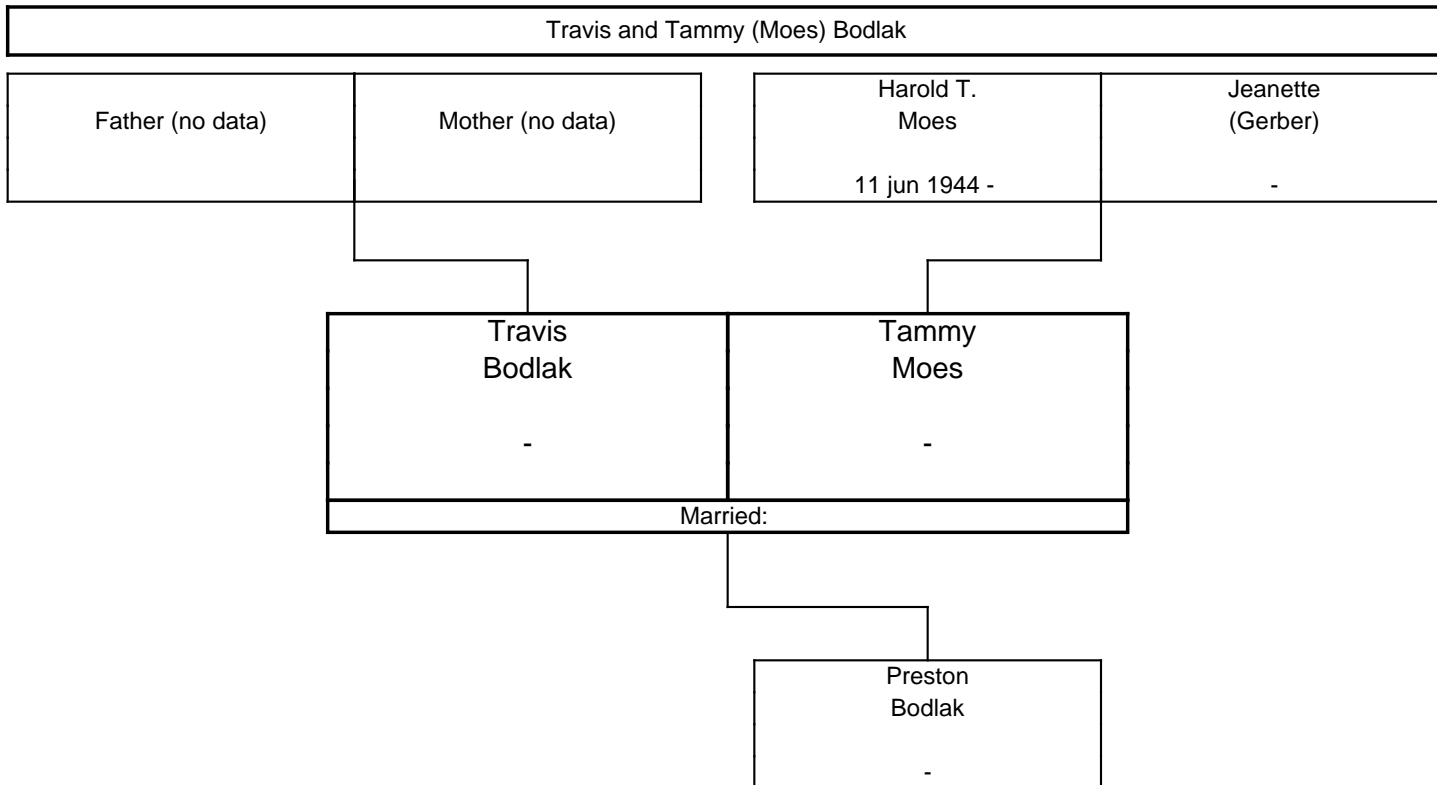 Travis and Tammy (Moes) Bodlak
Father (no data)
Mother (no data)
Harold T.
Moes
11 jun 1944 -
Jeanette
(Gerber)
-
Travis
Bodlak
-
Tammy
Moes
-
Married:
Preston
Bodlak
-